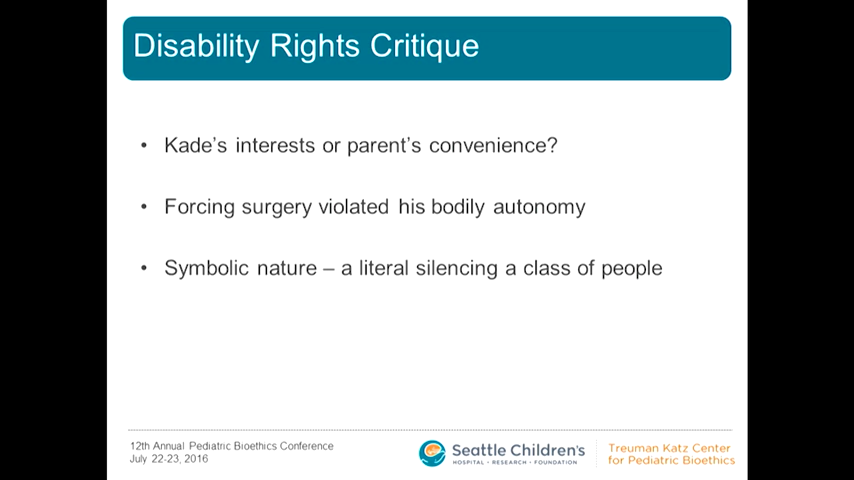 Disability Rights Critique
• Kade's interests or parent's convenience?
• Forcing surgery violated his bodily autonomy
• Symbolic nature – a literal silencing a class of people
12th Annual Pediatric Bioethics Conference
July 22-23, 2016
Seattle Children's
HOSPITAL • RESEARCH • FOUNDATION
Treuman Katz Center
for Pediatric Bioethics